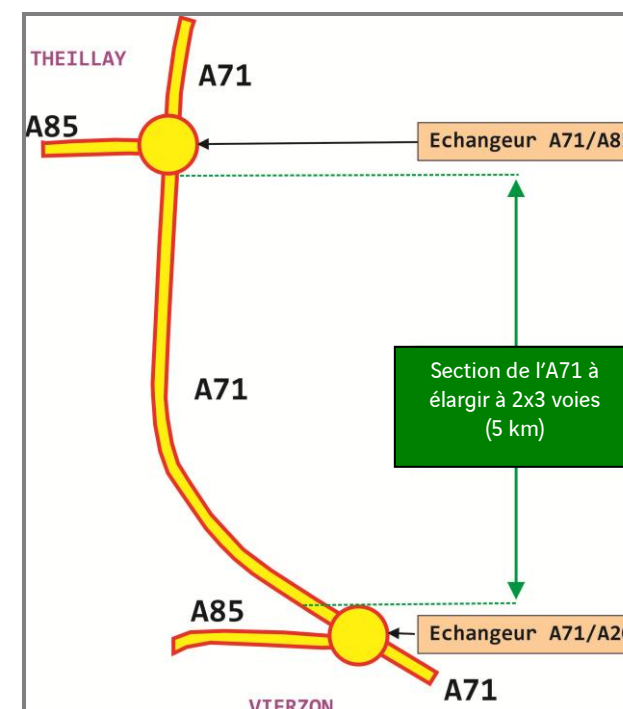 THEILLAY
A71
A85
Echangeur A71/A8
A71
Section de l'A71 à
élargir à 2x3 voies
(5 km)
A85
Echangeur A71/A2
A71
VIERZON